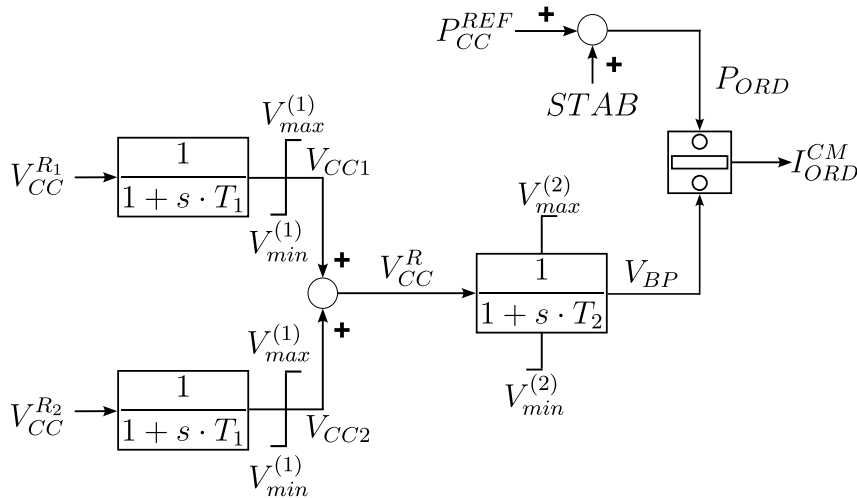 P_{CC}^{REF} +
+
STAB
P_{ORD}
I_{ORD}^{CM}
V_{max}^{(1)}
V_{CC}^{R_1}
1
1 + s · T_1
V_{CC1}
V_{min}^{(1)}
+
V_{CC}^{R}
V_{max}^{(2)}
1
1 + s · T_2
V_{BP}
V_{min}^{(2)}
+
V_{max}^{(1)}
V_{CC}^{R_2}
1
1 + s · T_1
V_{CC2}
V_{min}^{(1)}